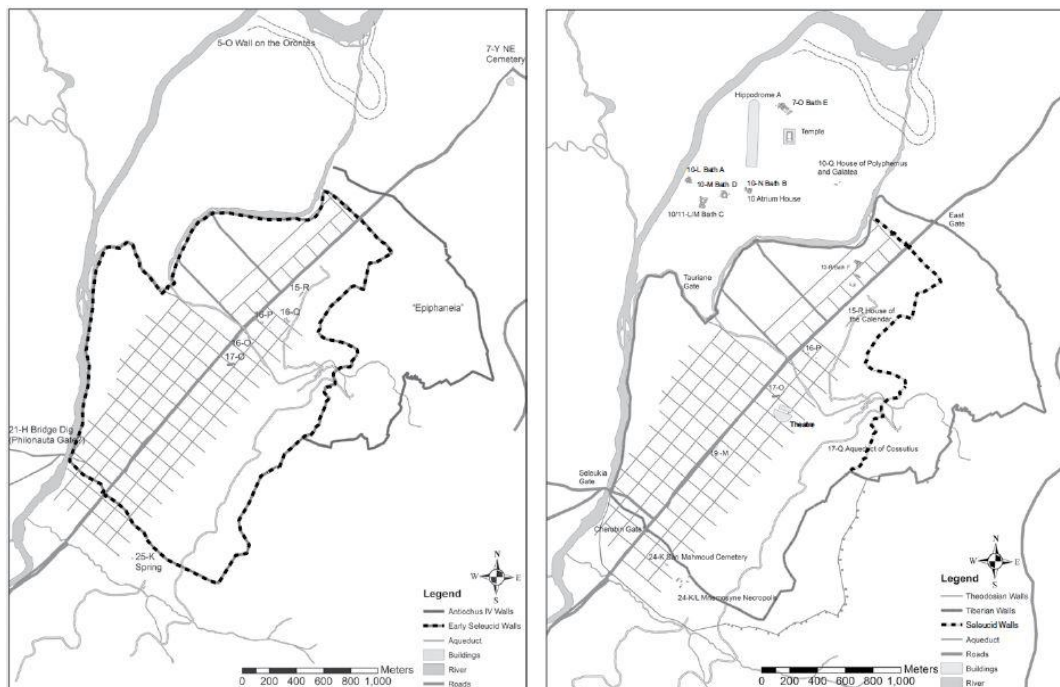 5-O Wall on the Orontes
7-Y NE
Cemetery
15-R
16-P
16-Q
16-O
17-O
"Epiphaneia"
21-H Bridge Dig
(Philonauta Gate?)
25-K
Spring
N
W
E
S
Legend
Antiochus IV Walls
Early Seleucid Walls
Aqueduct
Buildings
River
Roads
Meters
0 200 400 600 800 1,000
Hippodrome A
7-O Bath E
Temple
10-Q House of Polyphemus
and Galatea
10-L Bath A
10-M Bath D
10-N Bath B
10 Atrium House
10/11-L/M Bath C
East
Gate
Tauriane
Gate
15-R House of
the Calendar
16-P
17-O
Theatre
17-Q Aqueduct of Cossutius
19-M
Seleukia
Gate
Gate
24-K Mahmoud Cemetery
24-K/L Mnemosyne Necropolis
N
W
E
S
Legend
Theodosian Walls
Tiberian Walls
Seleucid Walls
Aqueduct
Roads
Buildings
River
Meters
0 200 400 600 800 1,000